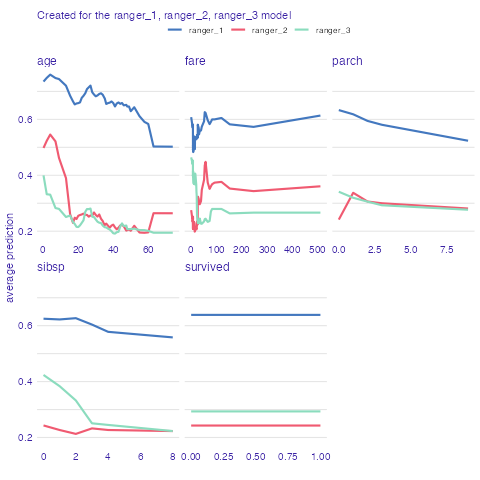 Created for the ranger_1, ranger_2, ranger_3 model
ranger_1 ranger_2 ranger_3
age fare parch
0.6
0.4
0.2
0 20 40 60 0 100 200 300 400 500 0.0 2.5 5.0 7.5
average prediction
sibsp survived
0.6
0.4
0.2
0 2 4 6 8 0.00 0.25 0.50 0.75 1.00